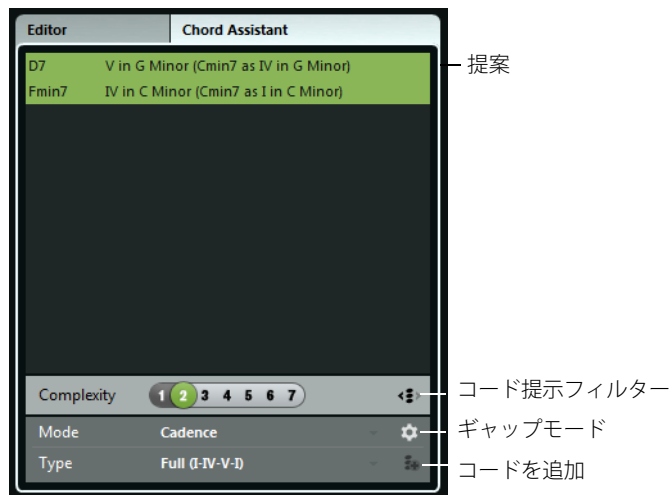 Editor Chord Assistant
D7 V in G Minor (Cmin7 as IV in G Minor) 提案
Fmin7 IV in C Minor (Cmin7 as I in C Minor)
Complexity 1 2 3 4 5 6 7 コード提示フィルター
Mode Cadence ギャップモード
Type Full (I-IV-V-I) コードを追加